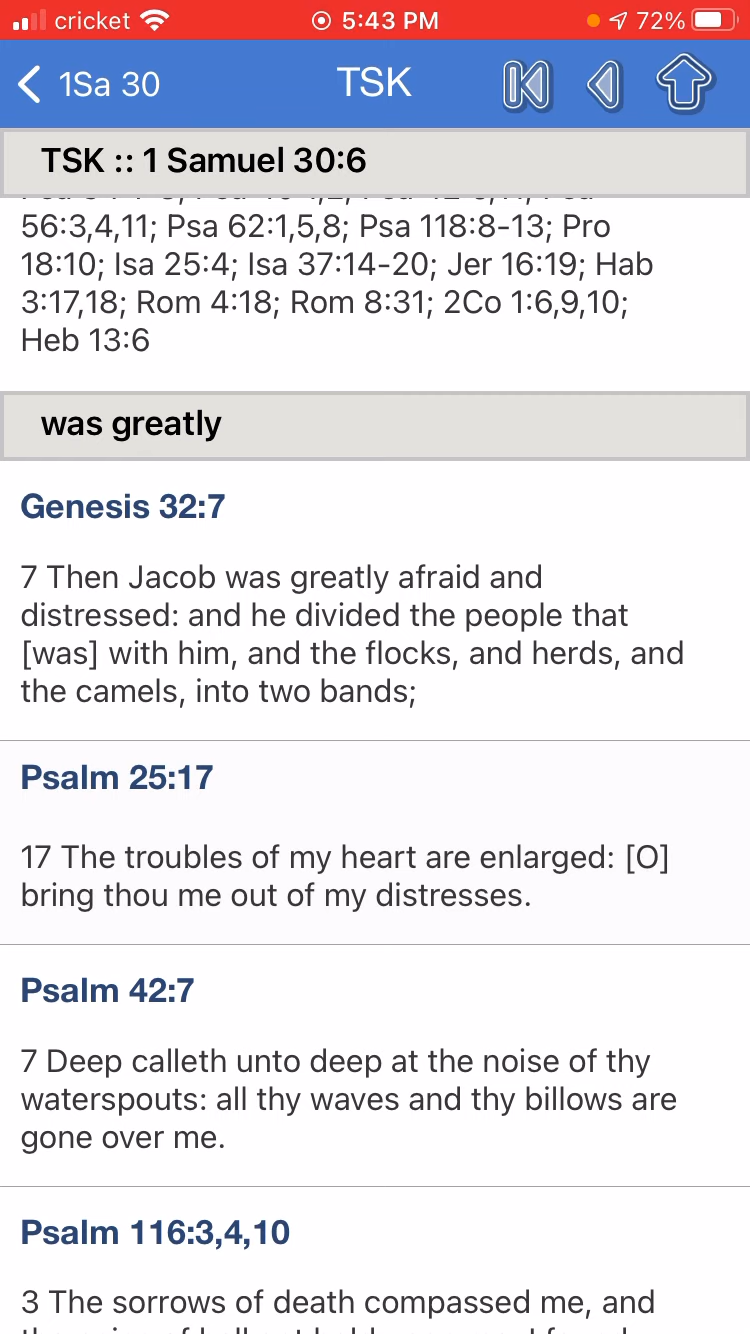 cricket 5:43 PM 72%
1Sa 30 TSK
TSK :: 1 Samuel 30:6
56:3,4,11; Psa 62:1,5,8; Psa 118:8-13; Pro
18:10; Isa 25:4; Isa 37:14-20; Jer 16:19; Hab
3:17,18; Rom 4:18; Rom 8:31; 2Co 1:6,9,10;
Heb 13:6
was greatly
Genesis 32:7
7 Then Jacob was greatly afraid and
distressed: and he divided the people that
[was] with him, and the flocks, and herds, and
the camels, into two bands;
Psalm 25:17
17 The troubles of my heart are enlarged: [O]
bring thou me out of my distresses.
Psalm 42:7
7 Deep calleth unto deep at the noise of thy
waterspouts: all thy waves and thy billows are
gone over me.
Psalm 116:3,4,10
3 The sorrows of death compassed me, and